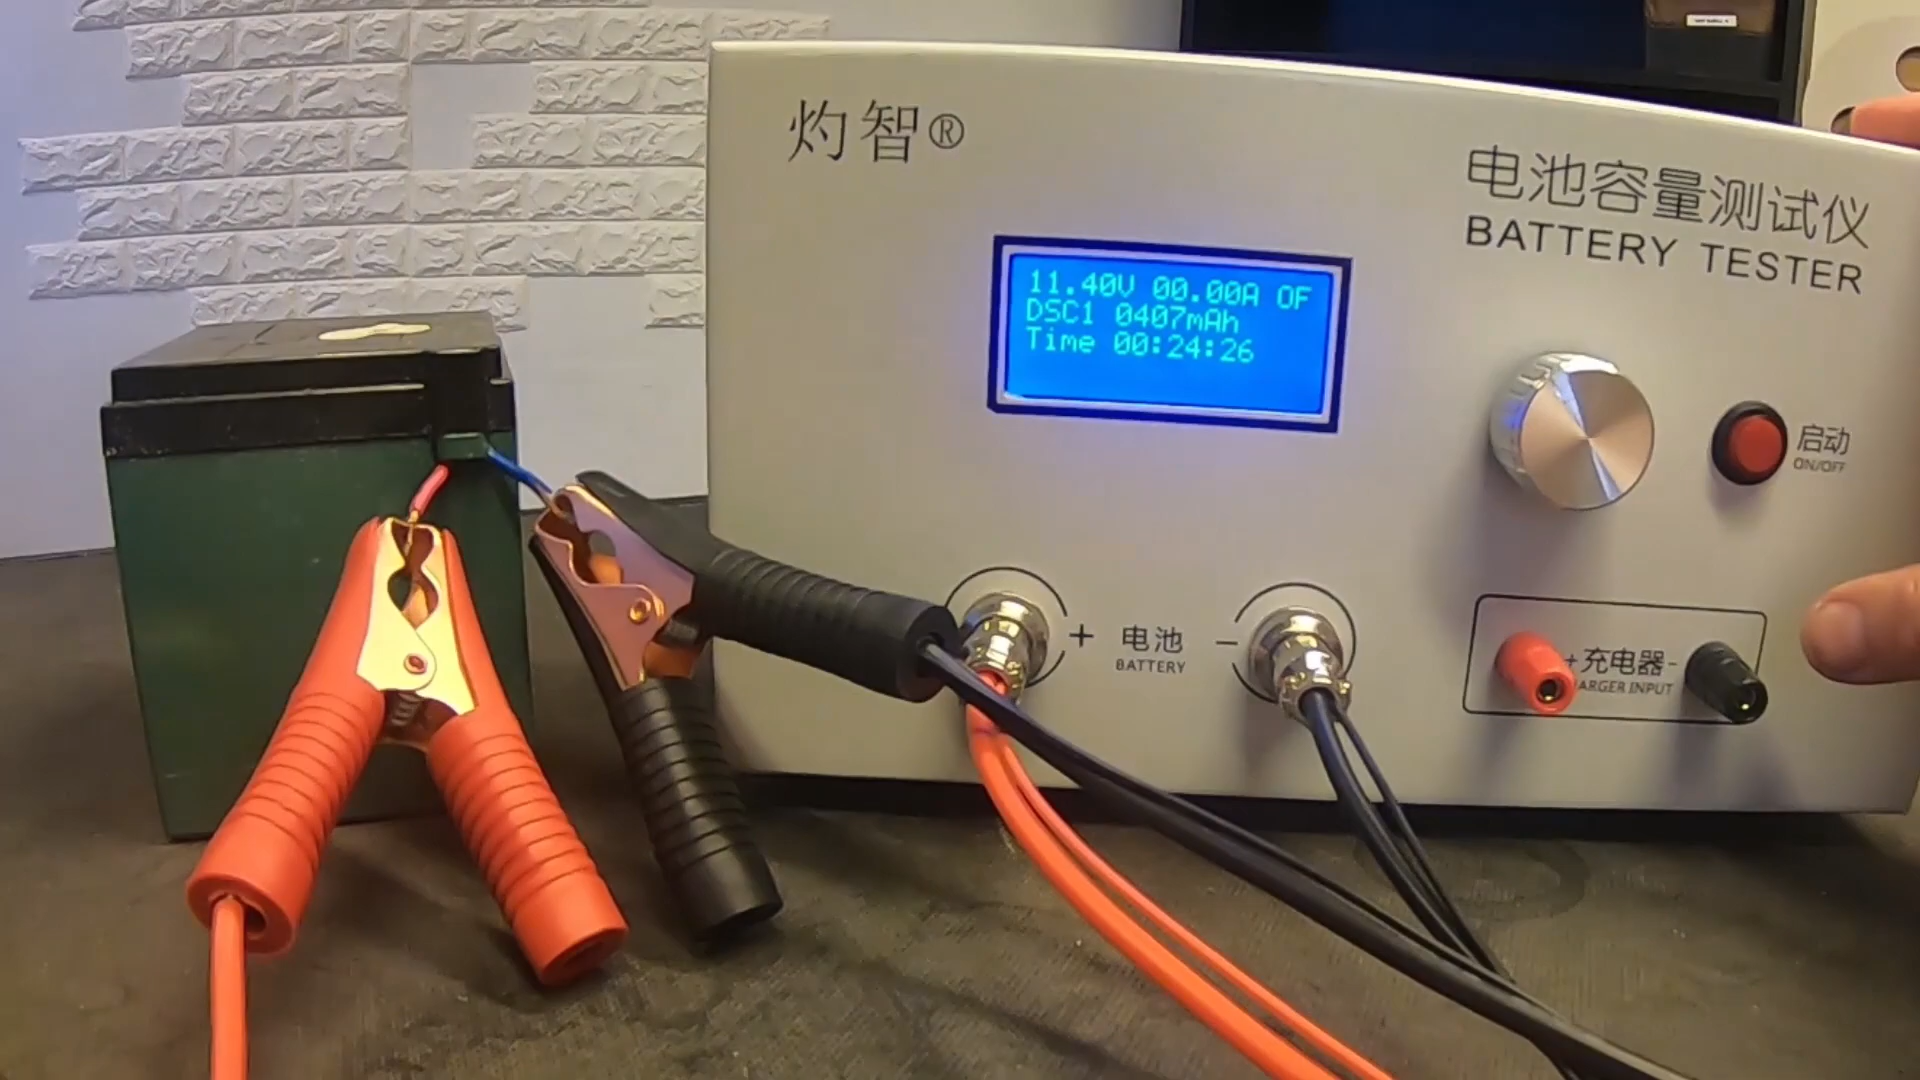 灼智®
电池容量测试仪
BATTERY TESTER
11.40V 00.00A OF
DSC1 0407mAh
Time 00:24:26
启动
ON/OFF
+ 电池 -
BATTERY
+充电器-
ARGER INPUT